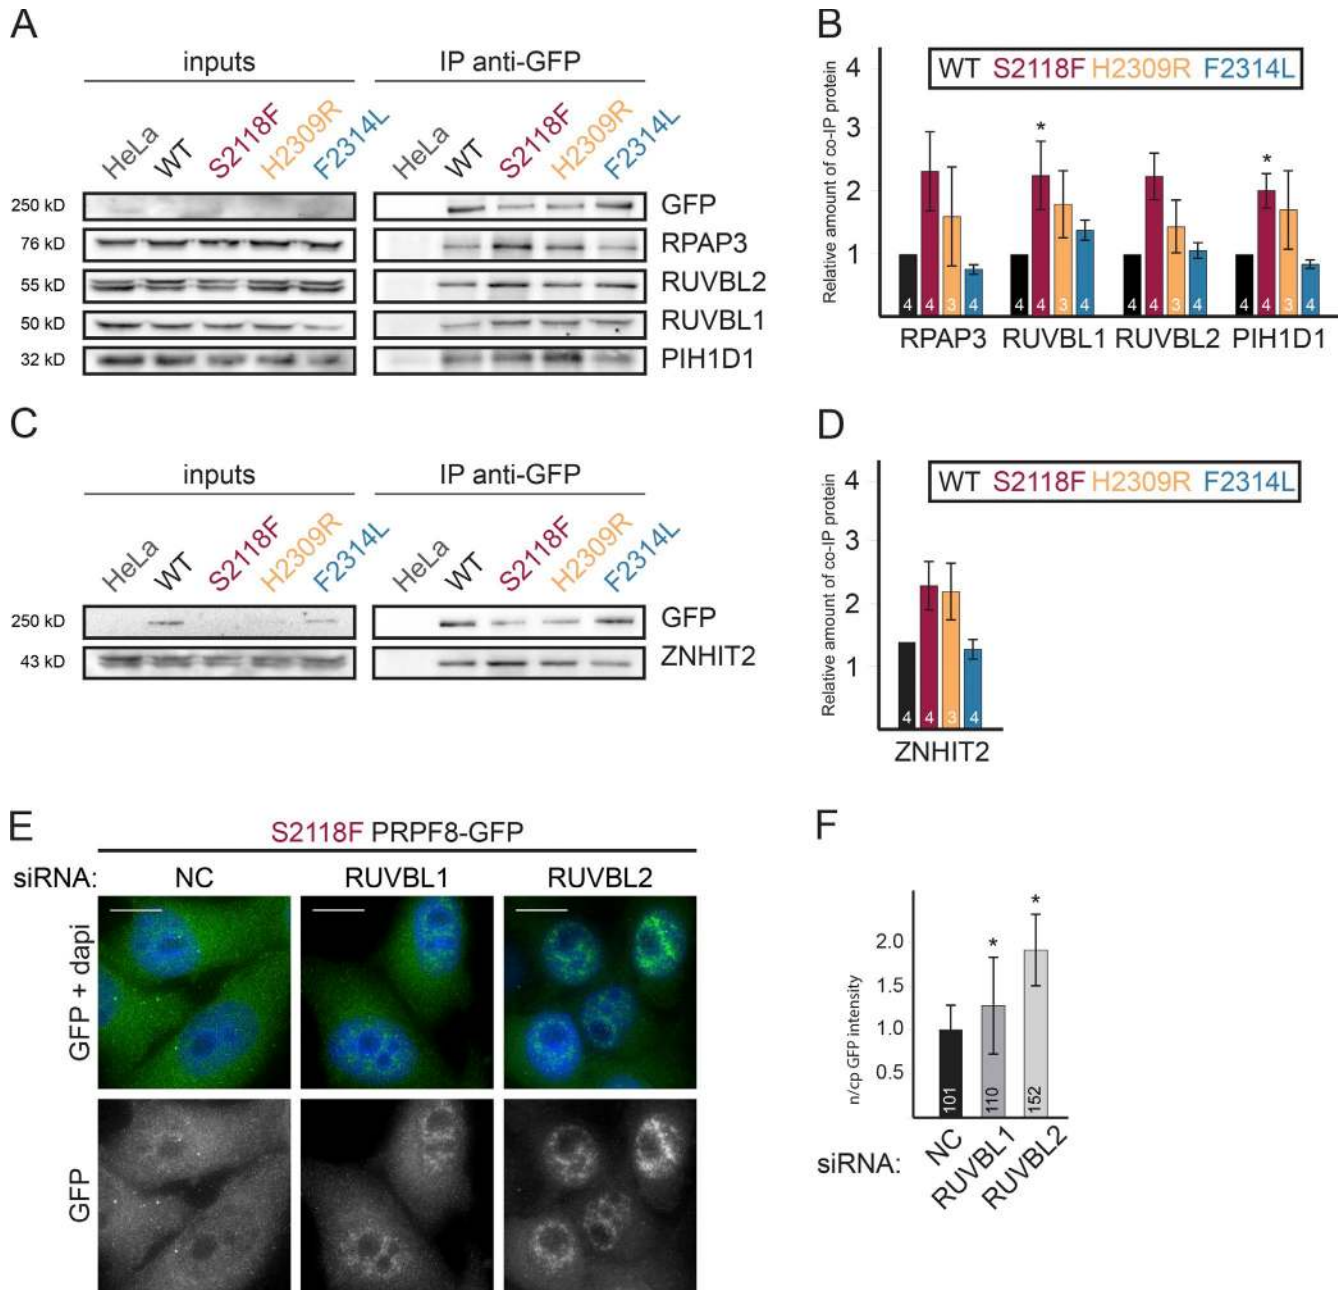 A
inputs
IP anti-GFP
HeLa WT S2118F H2309R F2314L
HeLa WT S2118F H2309R F2314L
250 kD GFP
76 kD RPAP3
55 kD RUVBL2
50 kD RUVBL1
32 kD PIH1D1
B
Relative amount of co-IP protein
WT S2118F H2309R F2314L
4
3
2
1
* *
4 4 3 4 4 4 3 4 4 4 3 4 4 4 3 4
RPAP3 RUVBL1 RUVBL2 PIH1D1
C
inputs
IP anti-GFP
HeLa WT S2118F H2309R F2314L
HeLa WT S2118F H2309R F2314L
250 kD GFP
43 kD ZNHIT2
D
Relative amount of co-IP protein
WT S2118F H2309R F2314L
4
3
2
1
4 4 3 4
ZNHIT2
E
S2118F PRPF8-GFP
siRNA: NC RUVBL1 RUVBL2
GFP + dapi
GFP
F
n/cp GFP intensity
2.0
1.5
1.0
0.5
* *
101 110 152
siRNA: NC RUVBL1 RUVBL2